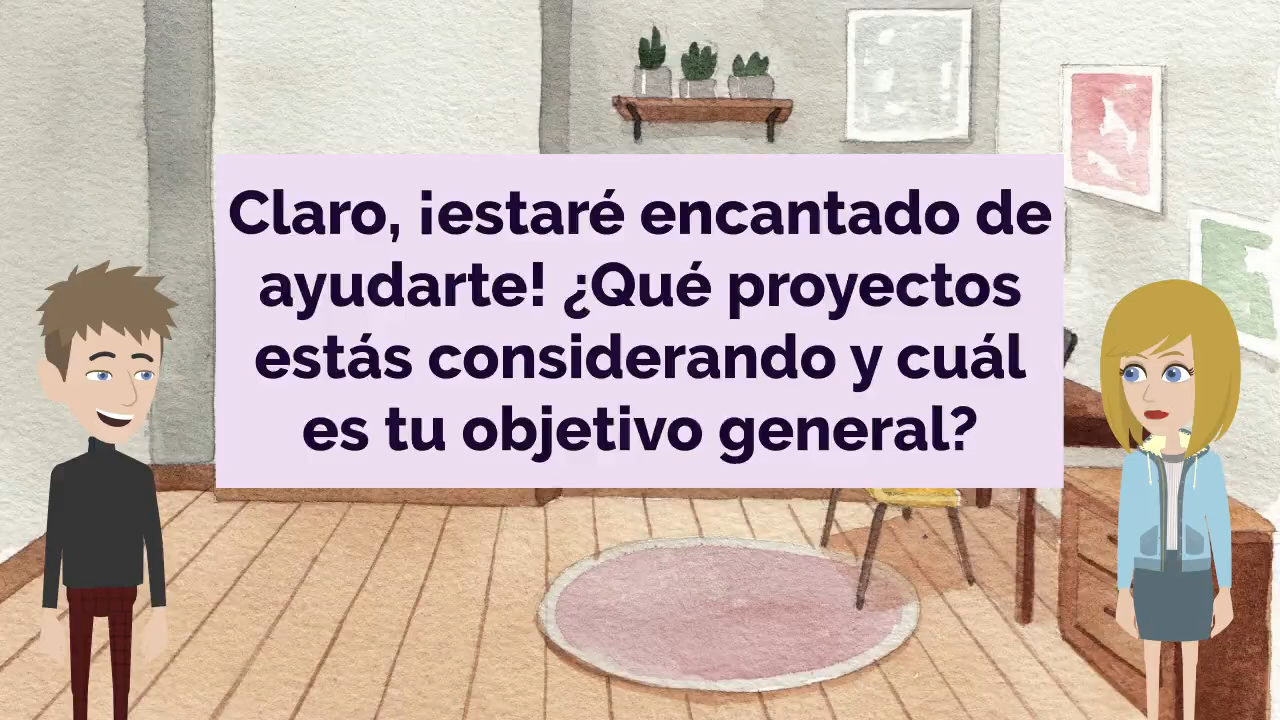 Claro, ¡estaré encantado de
ayudarte! ¿Qué proyectos
estás considerando y cuál
es tu objetivo general?